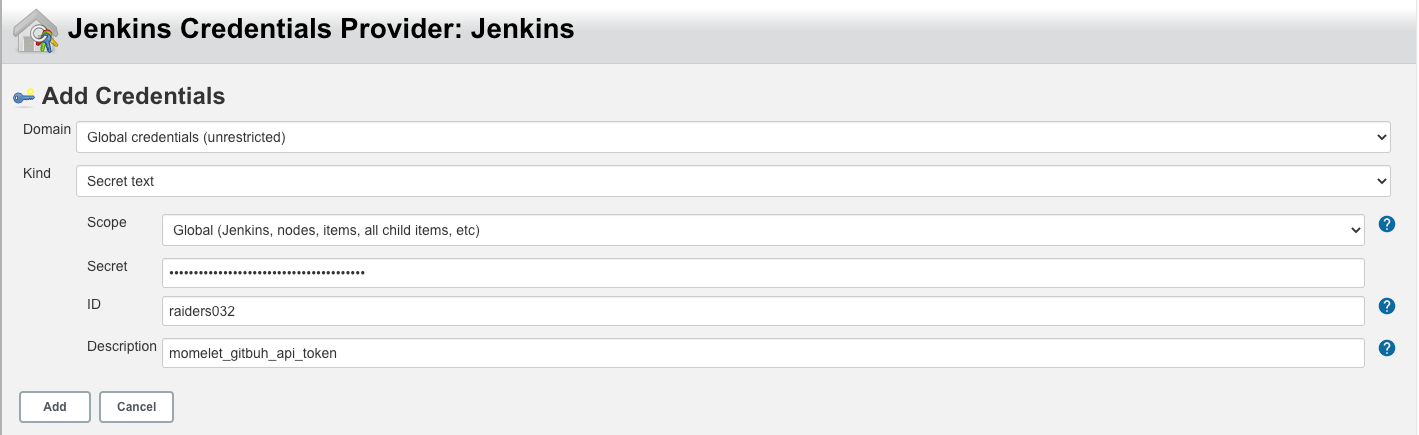 Jenkins Credentials Provider: Jenkins
Add Credentials
Domain
Global credentials (unrestricted)
Kind
Secret text
Scope
Global (Jenkins, nodes, items, all child items, etc)
?
Secret
••••••••••••••••••••••••••••••••••••••••
ID
raiders032
?
Description
momelet_gitbuh_api_token
?
Add Cancel